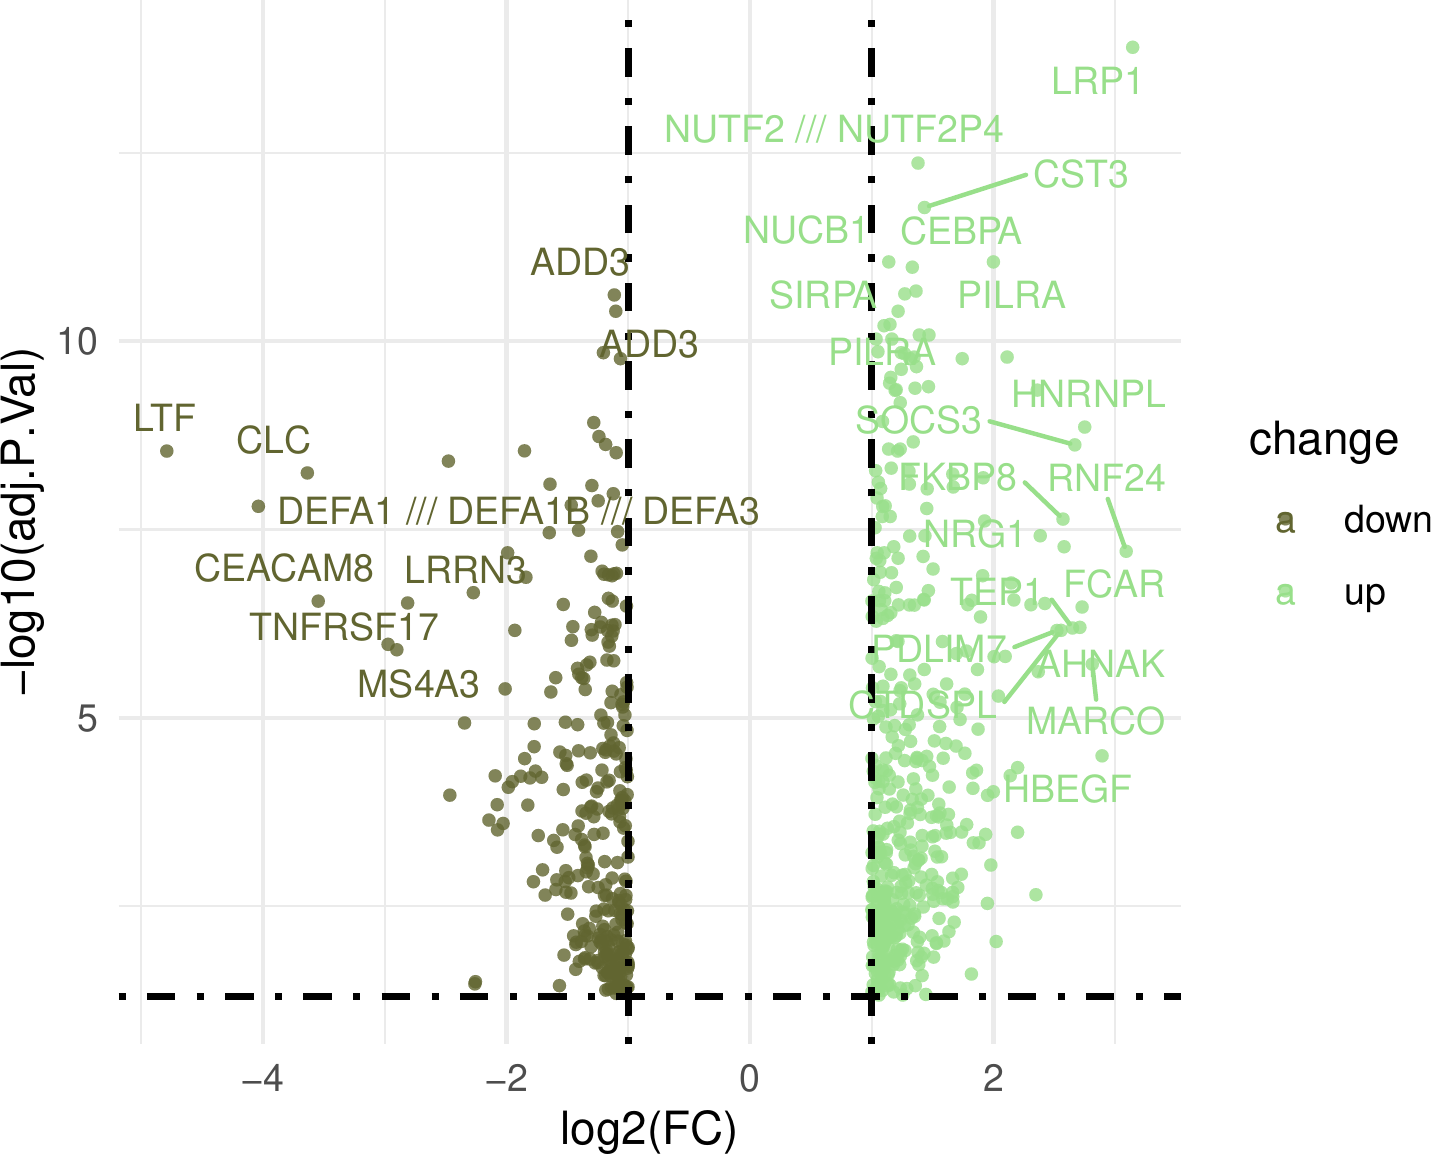 LRP1
NUTF2 /// NUTF2P4
CST3
NUCB1
CEBPA
ADD3
SIRPA
PILRA
10
ADD3
PILRA
HNRNPL
LTF
SOCS3
CLC
change
FKBP8
RNF24
DEFA1 /// DEFA1B /// DEFA3
a down
NRG1
CEACAM8
LRRN3
TEP1
FCAR
a up
TNFRSF17
PDLIM7
AHNAK
MS4A3
CTDSPL
5
MARCO
HBEGF
−log10(adj.P.Val)
−4
−2
0
2
log2(FC)